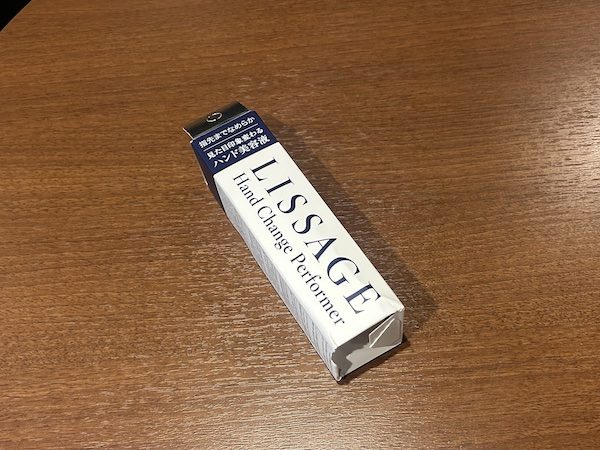 指先までなめらか
見た目印象変わる
ハンド美容液
LISSAGE
Hand Change Performer